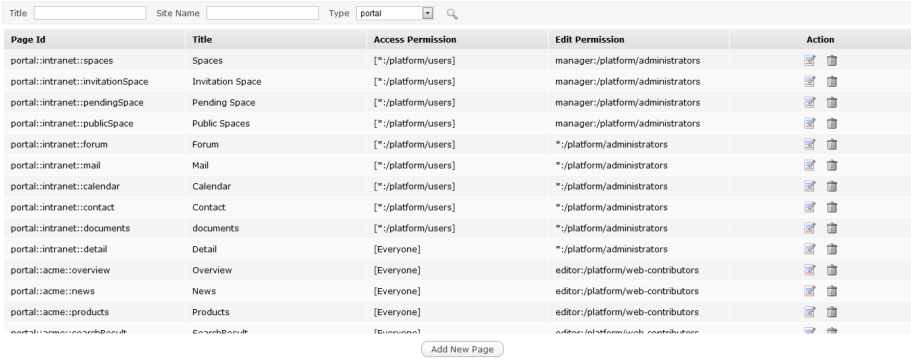 Title Site Name Type portal
Page Id Title Access Permission Edit Permission Action
portal::intranet::spaces Spaces [*:/platform/users] manager:/platform/administrators
portal::intranet::invitationSpace Invitation Space [*:/platform/users] manager:/platform/administrators
portal::intranet::pendingSpace Pending Space [*:/platform/users] manager:/platform/administrators
portal::intranet::publicSpace Public Spaces [*:/platform/users] manager:/platform/administrators
portal::intranet::forum Forum [*:/platform/users] *:/platform/administrators
portal::intranet::mail Mail [*:/platform/users] *:/platform/administrators
portal::intranet::calendar Calendar [*:/platform/users] *:/platform/administrators
portal::intranet::contact Contact [*:/platform/users] *:/platform/administrators
portal::intranet::documents documents [*:/platform/users] *:/platform/administrators
portal::intranet::detail Detail [Everyone] *:/platform/administrators
portal::acme::overview Overview [Everyone] editor:/platform/web-contributors
portal::acme::news News [Everyone] editor:/platform/web-contributors
portal::acme::products Products [Everyone] editor:/platform/web-contributors
portal::acme::searchResult SearchResult [Everyone] editor:/platform/web-contributors
Add New Page